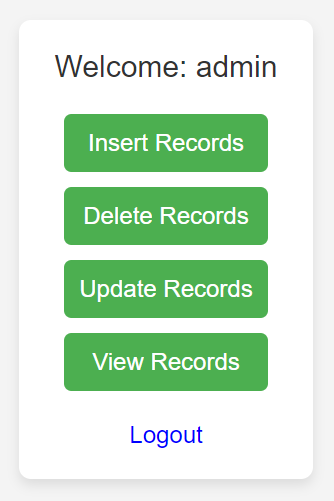 Welcome: admin
Insert Records
Delete Records
Update Records
View Records
Logout